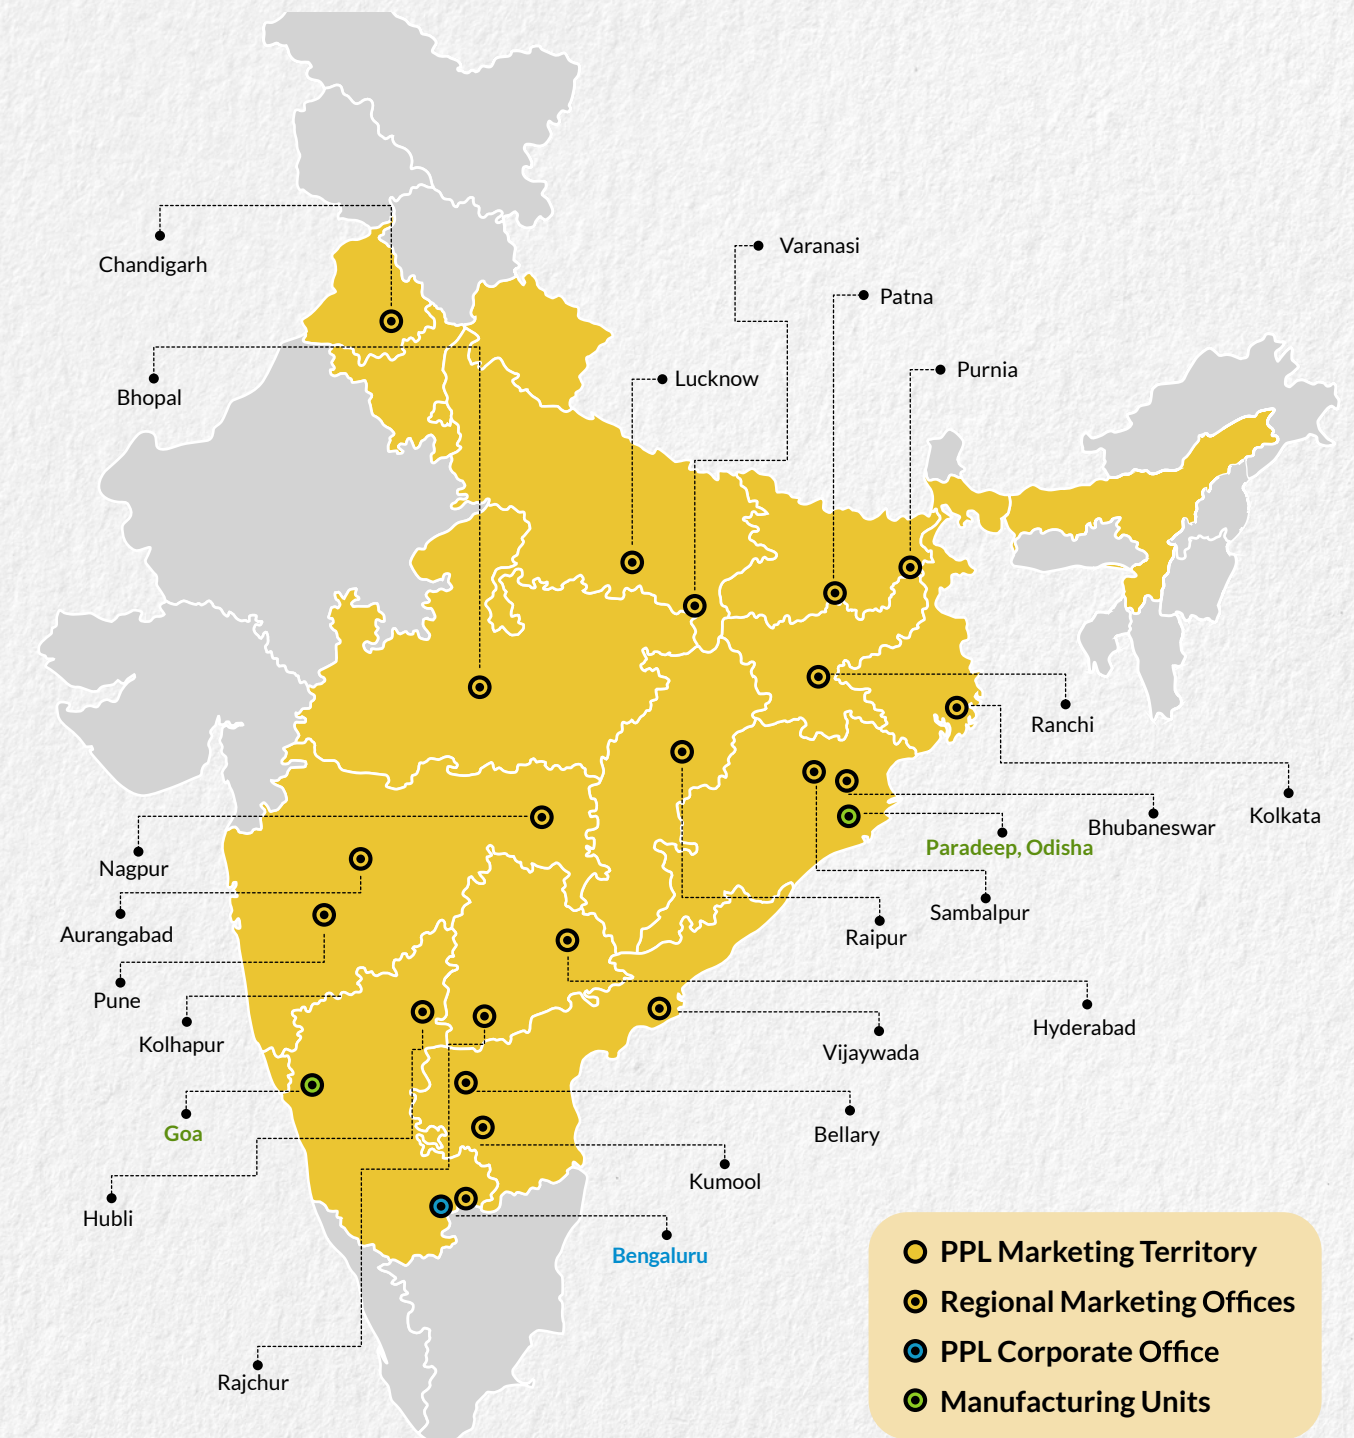 Chandigarh
Varanasi
Patna
Purnia
Lucknow
Bhopal
Ranchi
Kolkata
Bhubaneswar
Paradeep, Odisha
Nagpur
Sambalpur
Aurangabad
Raipur
Pune
Hyderabad
Kolhapur
Vijaywada
Goa
Bellary
Kumool
Hubli
Bengaluru
Rajchur
PPL Marketing Territory
Regional Marketing Offices
PPL Corporate Office
Manufacturing Units